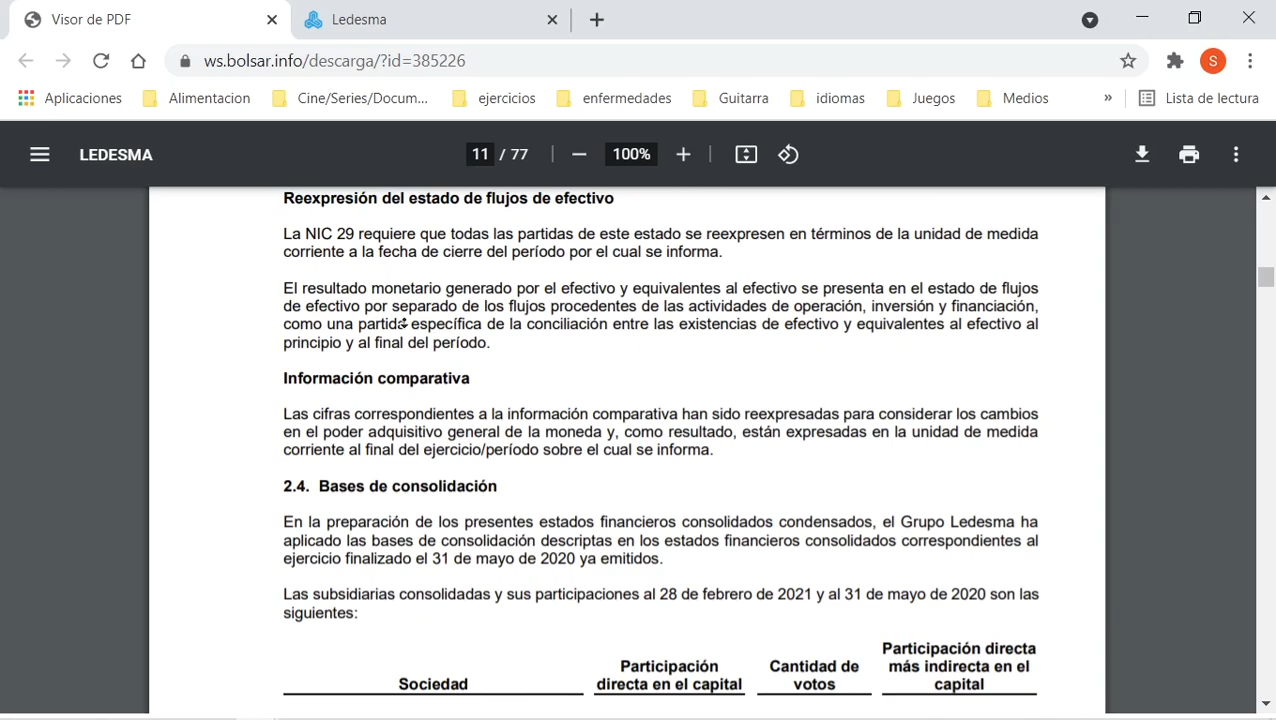 Visor de PDF
Ledesma
ws.bolsar.info/descarga/?id=385226
S
Aplicaciones
Alimentacion
Cine/Series/Docum...
ejercicios
enfermedades
Guitarra
idiomas
Juegos
Medios
»
Lista de lectura
LEDESMA
11 / 77
100%
Reexpresión del estado de flujos de efectivo
La NIC 29 requiere que todas las partidas de este estado se reexpresen en términos de la unidad de medida
corriente a la fecha de cierre del período por el cual se informa.
El resultado monetario generado por el efectivo y equivalentes al efectivo se presenta en el estado de flujos
de efectivo por separado de los flujos procedentes de las actividades de operación, inversión y financiación,
como una partida específica de la conciliación entre las existencias de efectivo y equivalentes al efectivo al
principio y al final del período.
Información comparativa
Las cifras correspondientes a la información comparativa han sido reexpresadas para considerar los cambios
en el poder adquisitivo general de la moneda y, como resultado, están expresadas en la unidad de medida
corriente al final del ejercicio/período sobre el cual se informa.
2.4. Bases de consolidación
En la preparación de los presentes estados financieros consolidados condensados, el Grupo Ledesma ha
aplicado las bases de consolidación descriptas en los estados financieros consolidados correspondientes al
ejercicio finalizado el 31 de mayo de 2020 ya emitidos.
Las subsidiarias consolidadas y sus participaciones al 28 de febrero de 2021 y al 31 de mayo de 2020 son las
siguientes:
Sociedad
Participación
directa en el capital
Cantidad de
votos
Participación directa
más indirecta en el
capital